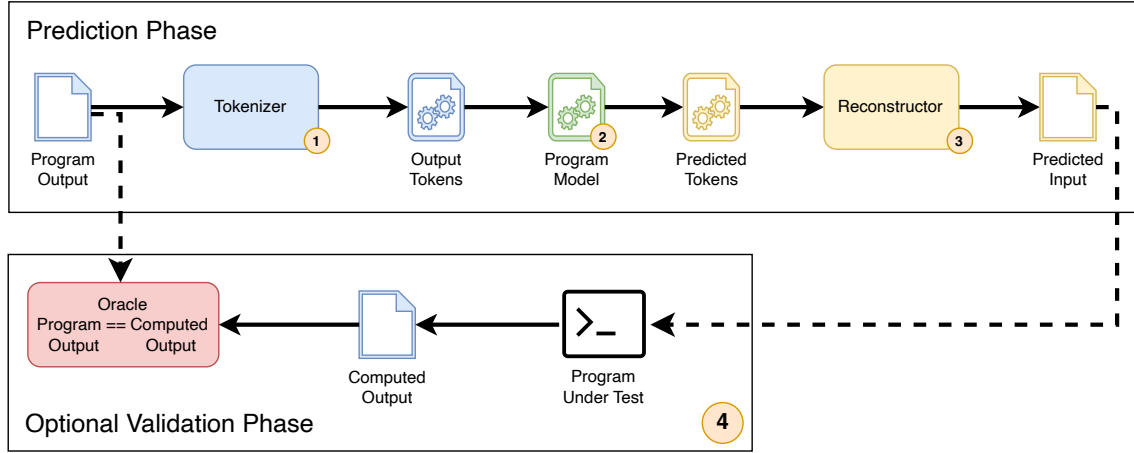 Prediction Phase
Tokenizer
1
2
Reconstructor
3
Program
Output
Output
Tokens
Program
Model
Predicted
Tokens
Predicted
Input
Oracle
Program == Computed
Output Output
>_
Computed
Output
Program
Under Test
Optional Validation Phase
4